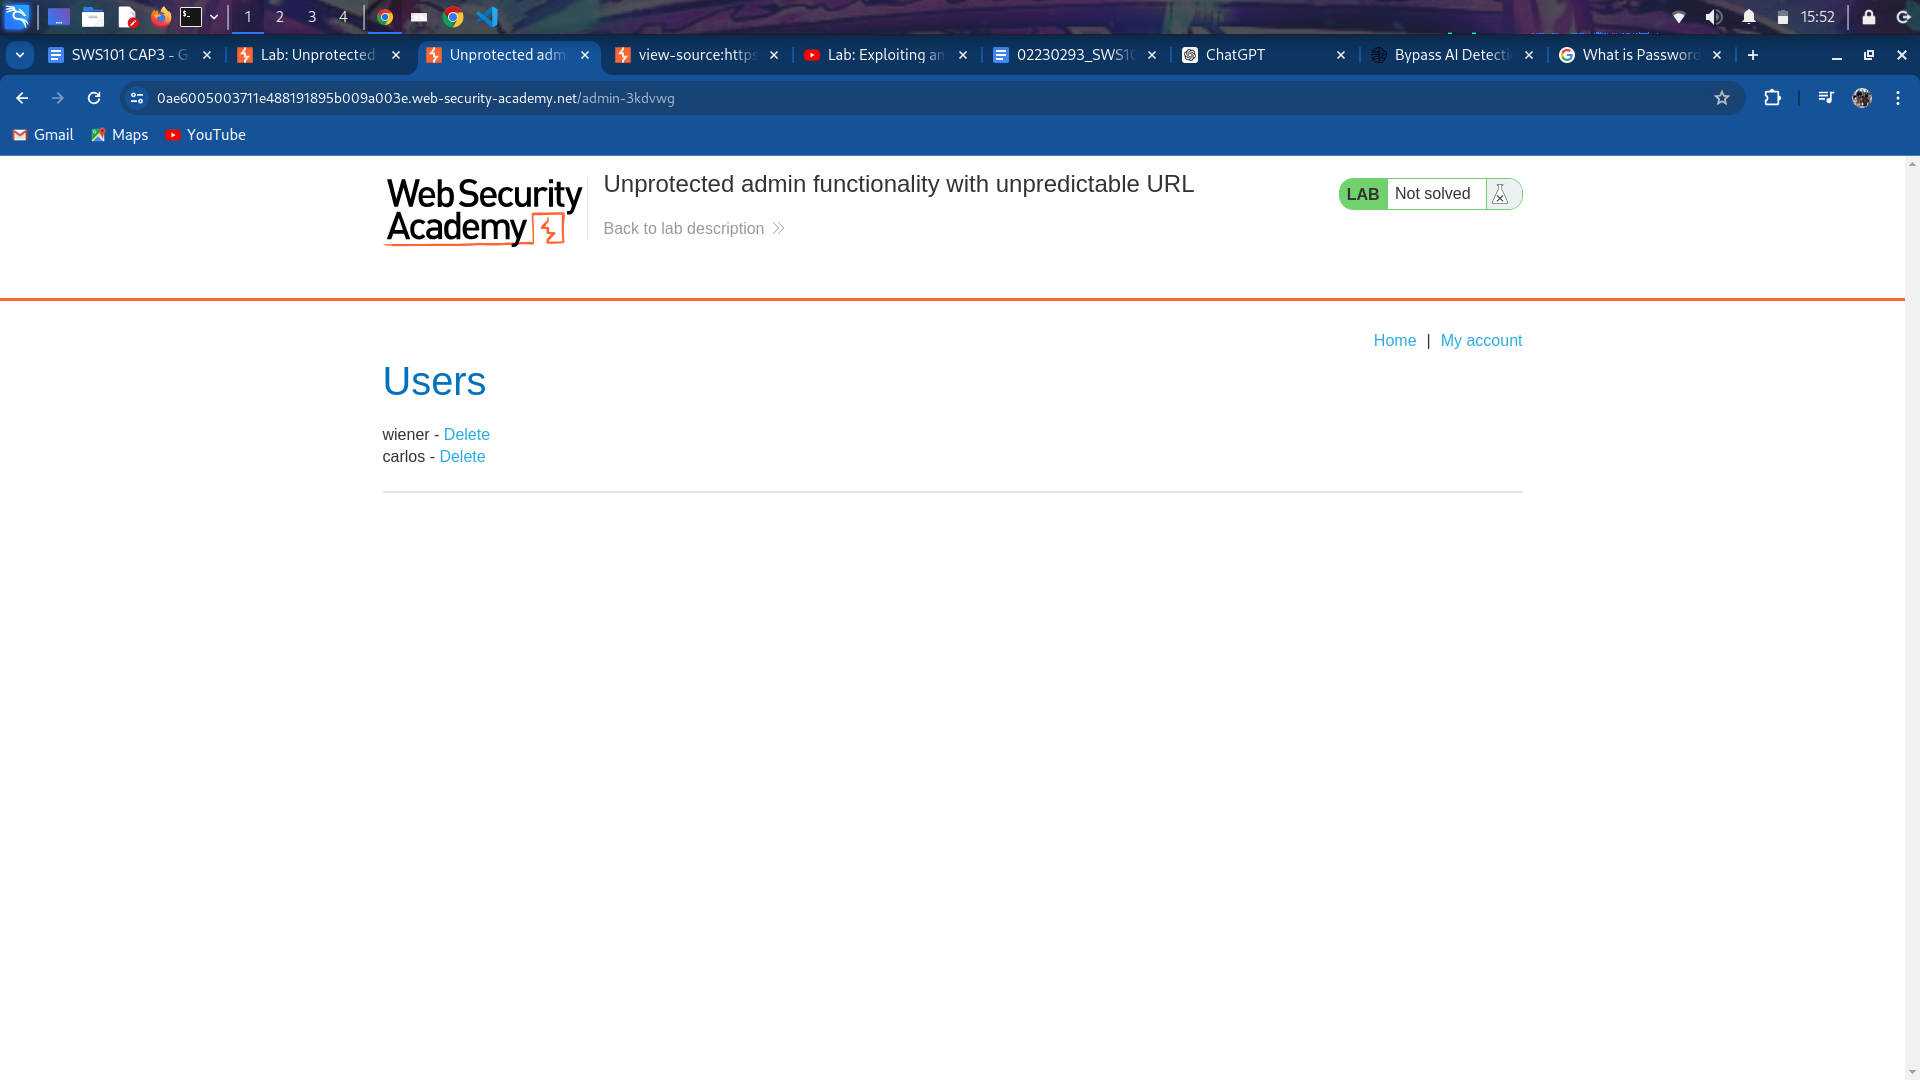 1 2 3 4 15:52
SWS101 CAP3 - G Lab: Unprotected Unprotected adm view-source:https Lab: Exploiting an 02230293_SWS10 ChatGPT Bypass AI Detecti What is Password
0ae6005003711e488191895b009a003e.web-security-academy.net/admin-3kdvwg
Gmail Maps YouTube
Web Security
Academy
Unprotected admin functionality with unpredictable URL
Back to lab description
LAB Not solved
Home | My account
Users
wiener - Delete
carlos - Delete